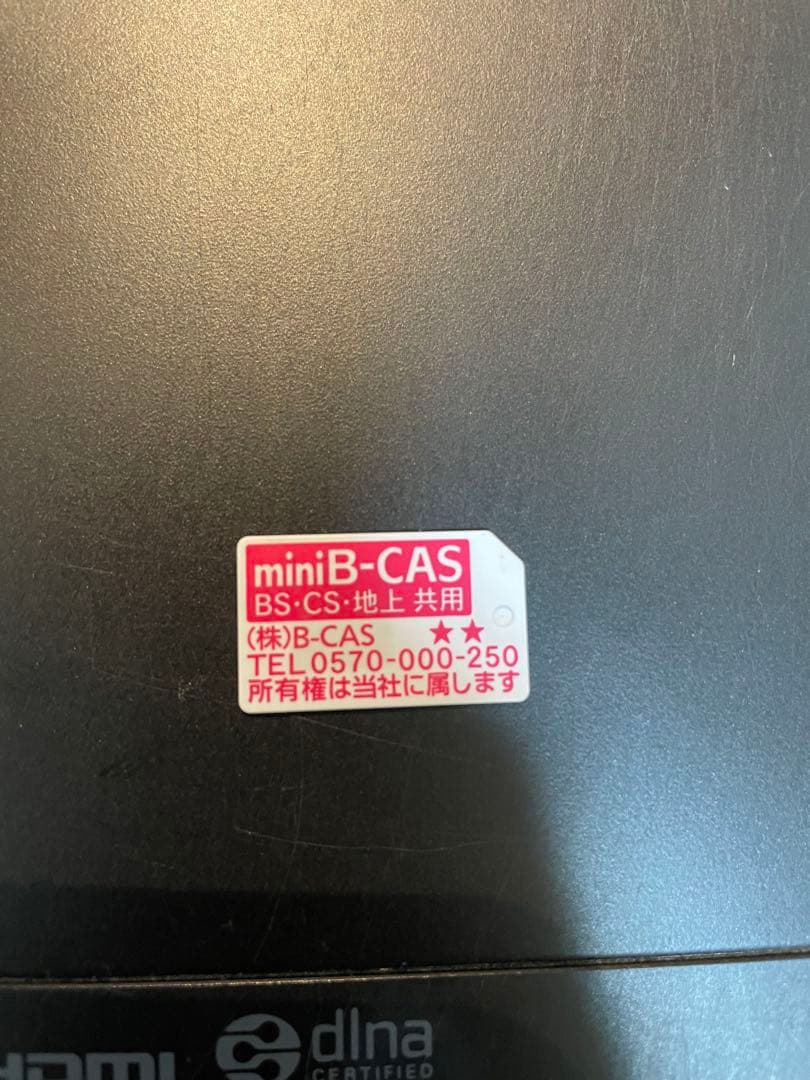 miniB-CAS
BS・CS・地上 共用
(株)B-CAS ★★
TEL 0570-000-250
所有権は当社に属します
HDMI
dlna
CERTIFIED